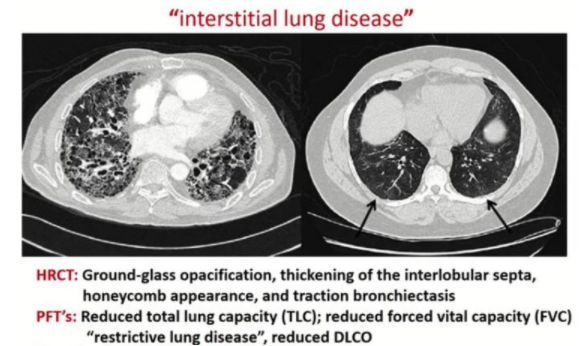 “interstitial lung disease”
HRCT: Ground-glass opacification, thickening of the interlobular septa,
honeycomb appearance, and traction bronchiectasis
PFT’s: Reduced total lung capacity (TLC); reduced forced vital capacity (FVC)
“restrictive lung disease”, reduced DLCO